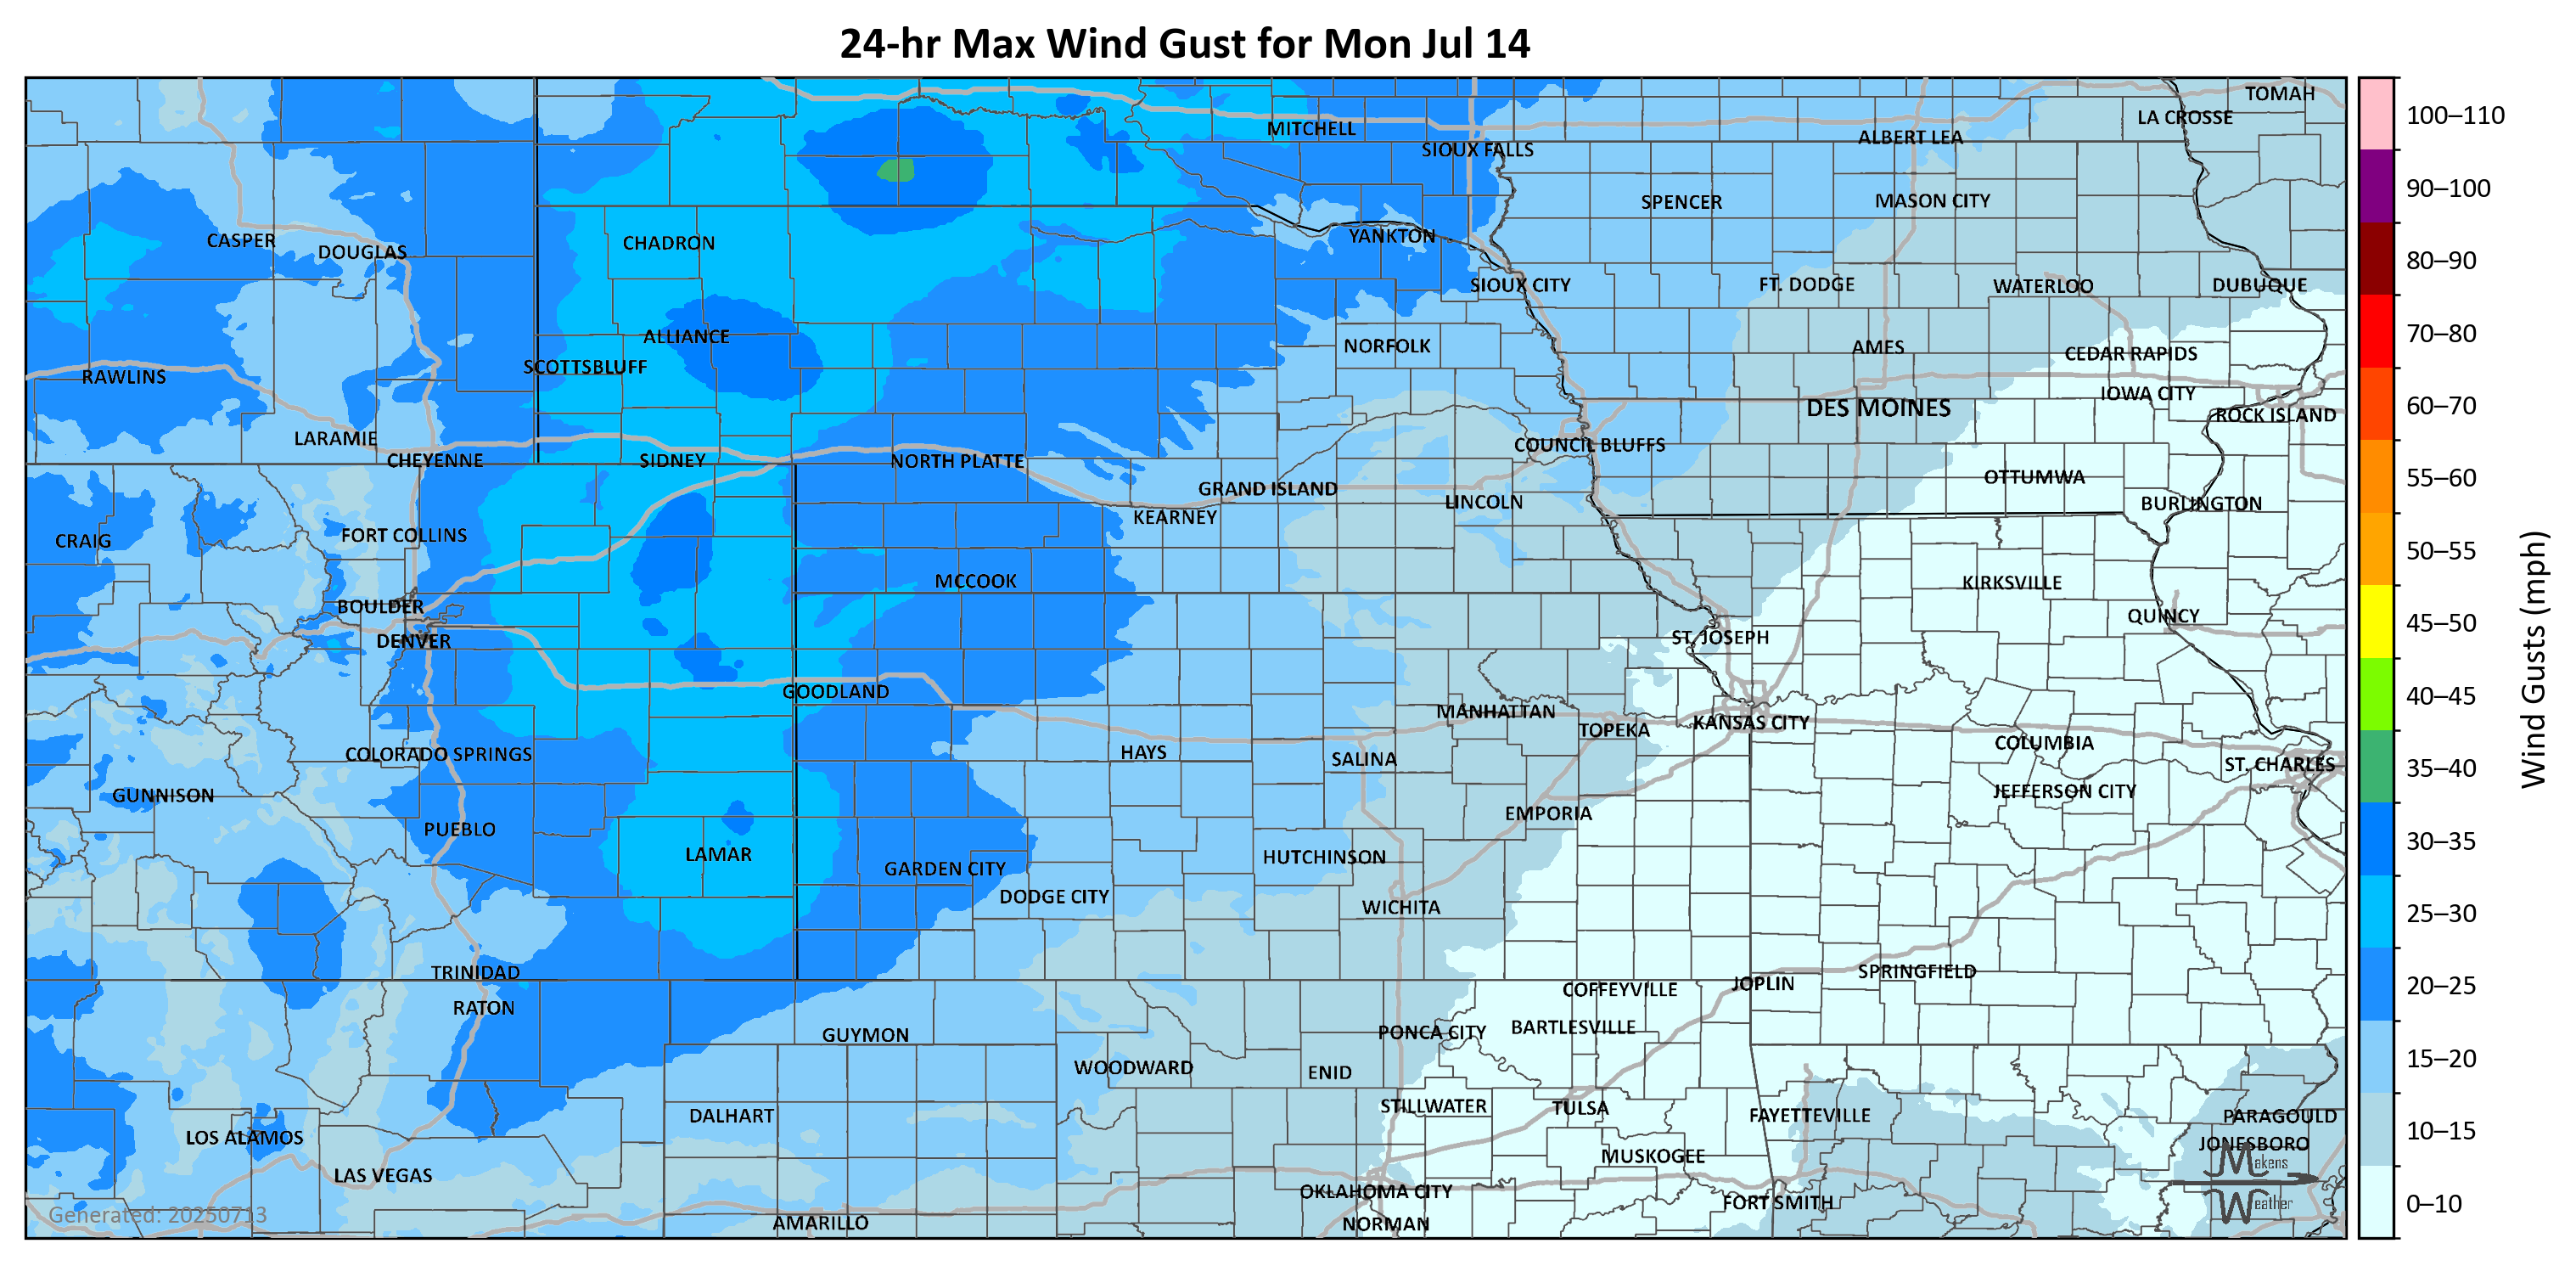 24-hr Max Wind Gust for Mon Jul 14
TOMAH
LA CROSSE
MITCHELL
ALBERT LEA
SIOUX FALLS
SPENCER
MASON CITY
YANKTON
CASPER
CHADRON
DOUGLAS
SIOUX CITY
FT. DODGE
WATERLOO
DUBUQUE
ALLIANCE
NORFOLK
AMES
CEDAR RAPIDS
SCOTTSBLUFF
RAWLINS
IOWA CITY
DES MOINES
ROCK ISLAND
LARAMIE
COUNCIL BLUFFS
CHEYENNE
SIDNEY
NORTH PLATTE
OTTUMWA
GRAND ISLAND
LINCOLN
BURLINGTON
KEARNEY
FORT COLLINS
CRAIG
MCCOOK
KIRKSVILLE
BOULDER
QUINCY
DENVER
ST. JOSEPH
GOODLAND
MANHATTAN
KANSAS CITY
TOPEKA
COLUMBIA
COLORADO SPRINGS
HAYS
SALINA
ST. CHARLES
GUNNISON
JEFFERSON CITY
EMPORIA
PUEBLO
LAMAR
HUTCHINSON
GARDEN CITY
DODGE CITY
WICHITA
TRINIDAD
SPRINGFIELD
JOPLIN
COFFEYVILLE
RATON
BARTLESVILLE
PONCA CITY
GUYMON
WOODWARD
ENID
STILLWATER
TULSA
DALHART
FAYETTEVILLE
PARAGOULD
LOS ALAMOS
JONESBORO
MUSKOGEE
LAS VEGAS
OKLAHOMA CITY
FORT SMITH
AMARILLO
NORMAN
Generated: 20250713
Makens
Weather
100–110
90–100
80–90
70–80
60–70
55–60
50–55
45–50
40–45
35–40
30–35
25–30
20–25
15–20
10–15
0–10
Wind Gusts (mph)